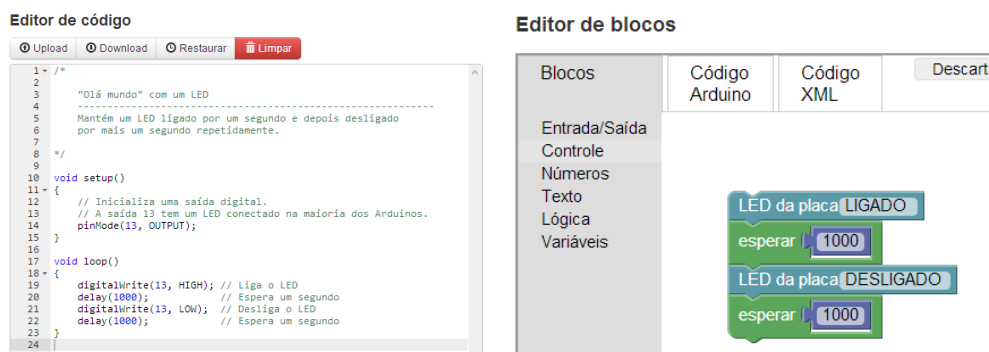 Editor de código
Upload Download Restaurar Limpar
1 /*
2
3 "Olá mundo" com um LED
4 ------------------------------------------------------------
5 Mantém um LED ligado por um segundo e depois desligado
6 por mais um segundo repetidamente.
7
8 */
9
10 void setup()
11 {
12 // Inicializa uma saída digital.
13 // A saída 13 tem um LED conectado na maioria dos Arduinos.
14 pinMode(13, OUTPUT);
15 }
16
17 void loop()
18 {
19 digitalWrite(13, HIGH); // Liga o LED
20 delay(1000); // Espera um segundo
21 digitalWrite(13, LOW); // Desliga o LED
22 delay(1000); // Espera um segundo
23 }
24
Editor de blocos
Blocos
Código
Arduino
Código
XML
Descart
Entrada/Saída
Controle
Números
Texto
Lógica
Variáveis
LED da placa LIGADO
esperar 1000
LED da placa DESLIGADO
esperar 1000